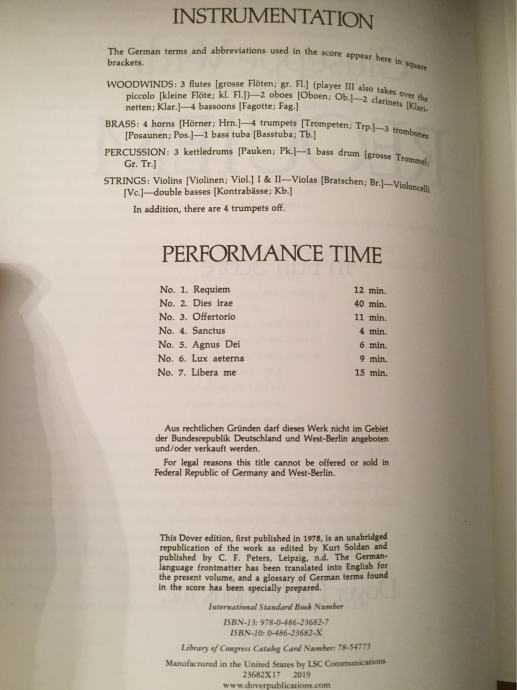 INSTRUMENTATION
The German terms and abbreviations used in the score appear here in square
brackets.
WOODWINDS: 3 flutes [grosse Flöten; gr. Fl.] (player III also takes over the
piccolo [kleine Flöte; kl. Fl.])—2 oboes [Oboen; Ob.]—2 clarinets [Klari-
netten; Klar.]—4 bassoons [Fagotte; Fag.]
BRASS: 4 horns [Hörner; Hrn.]—4 trumpets [Trompeten; Trp.]—3 trombones
[Posaunen; Pos.]—1 bass tuba [Basstuba; Tb.]
PERCUSSION: 3 kettledrums [Pauken; Pk.]—1 bass drum [grosse Trommel;
Gr. Tr.]
STRINGS: Violins [Violinen; Viol.] I & II—Violas [Bratschen; Br.]—Violoncelli
[Vc.]—double basses [Kontrabässe; Kb.]
In addition, there are 4 trumpets off.
PERFORMANCE TIME
No. 1. Requiem 12 min.
No. 2. Dies irae 40 min.
No. 3. Offertorio 11 min.
No. 4. Sanctus 4 min.
No. 5. Agnus Dei 6 min.
No. 6. Lux aeterna 9 min.
No. 7. Libera me 15 min.
Aus rechtlichen Gründen darf dieses Werk nicht im Gebiet
der Bundesrepublik Deutschland und West-Berlin angeboten
und/oder verkauft werden.
For legal reasons this title cannot be offered or sold in
Federal Republic of Germany and West-Berlin.
This Dover edition, first published in 1978, is an unabridged
republication of the work as edited by Kurt Soldan and
published by C. F. Peters, Leipzig, n.d. The German-
language frontmatter has been translated into English for
the present volume, and a glossary of German terms found
in the score has been specially prepared.
International Standard Book Number
ISBN-13: 978-0-486-23682-7
ISBN-10: 0-486-23682-X
Library of Congress Catalog Card Number: 78-54773
Manufactured in the United States by LSC Communications
23682X17 2019
www.doverpublications.com